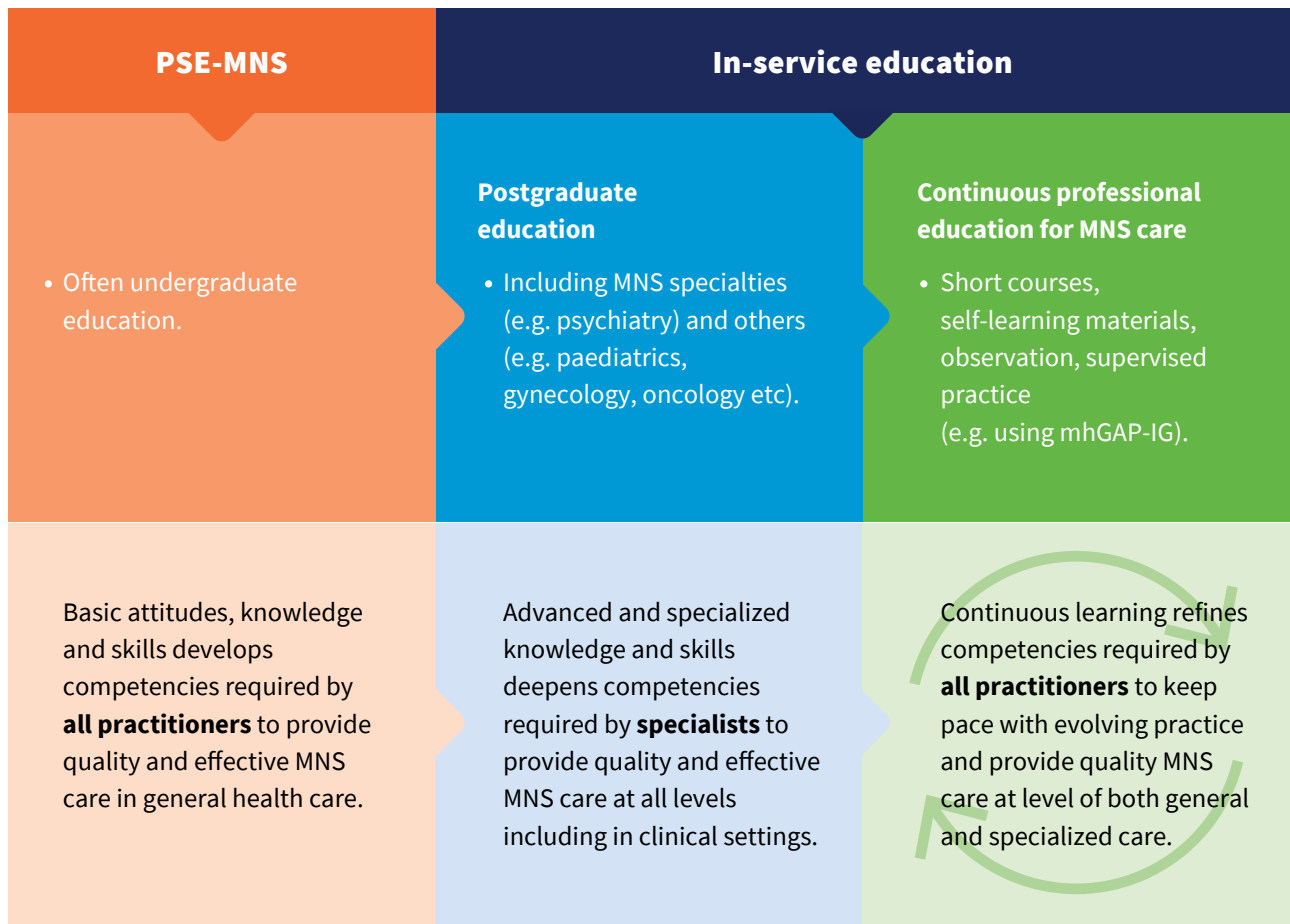 PSE-MNS
In-service education
• Often undergraduate
education.
Postgraduate
education
• Including MNS specialties
(e.g. psychiatry) and others
(e.g. paediatrics,
gynecology, oncology etc).
Continuous professional
education for MNS care
• Short courses,
self-learning materials,
observation, supervised
practice
(e.g. using mhGAP-IG).
Basic attitudes, knowledge
and skills develops
competencies required by
all practitioners to provide
quality and effective MNS
care in general health care.
Advanced and specialized
knowledge and skills
deepens competencies
required by specialists to
provide quality and effective
MNS care at all levels
including in clinical settings.
Continuous learning refines
competencies required by
all practitioners to keep
pace with evolving practice
and provide quality MNS
care at level of both general
and specialized care.